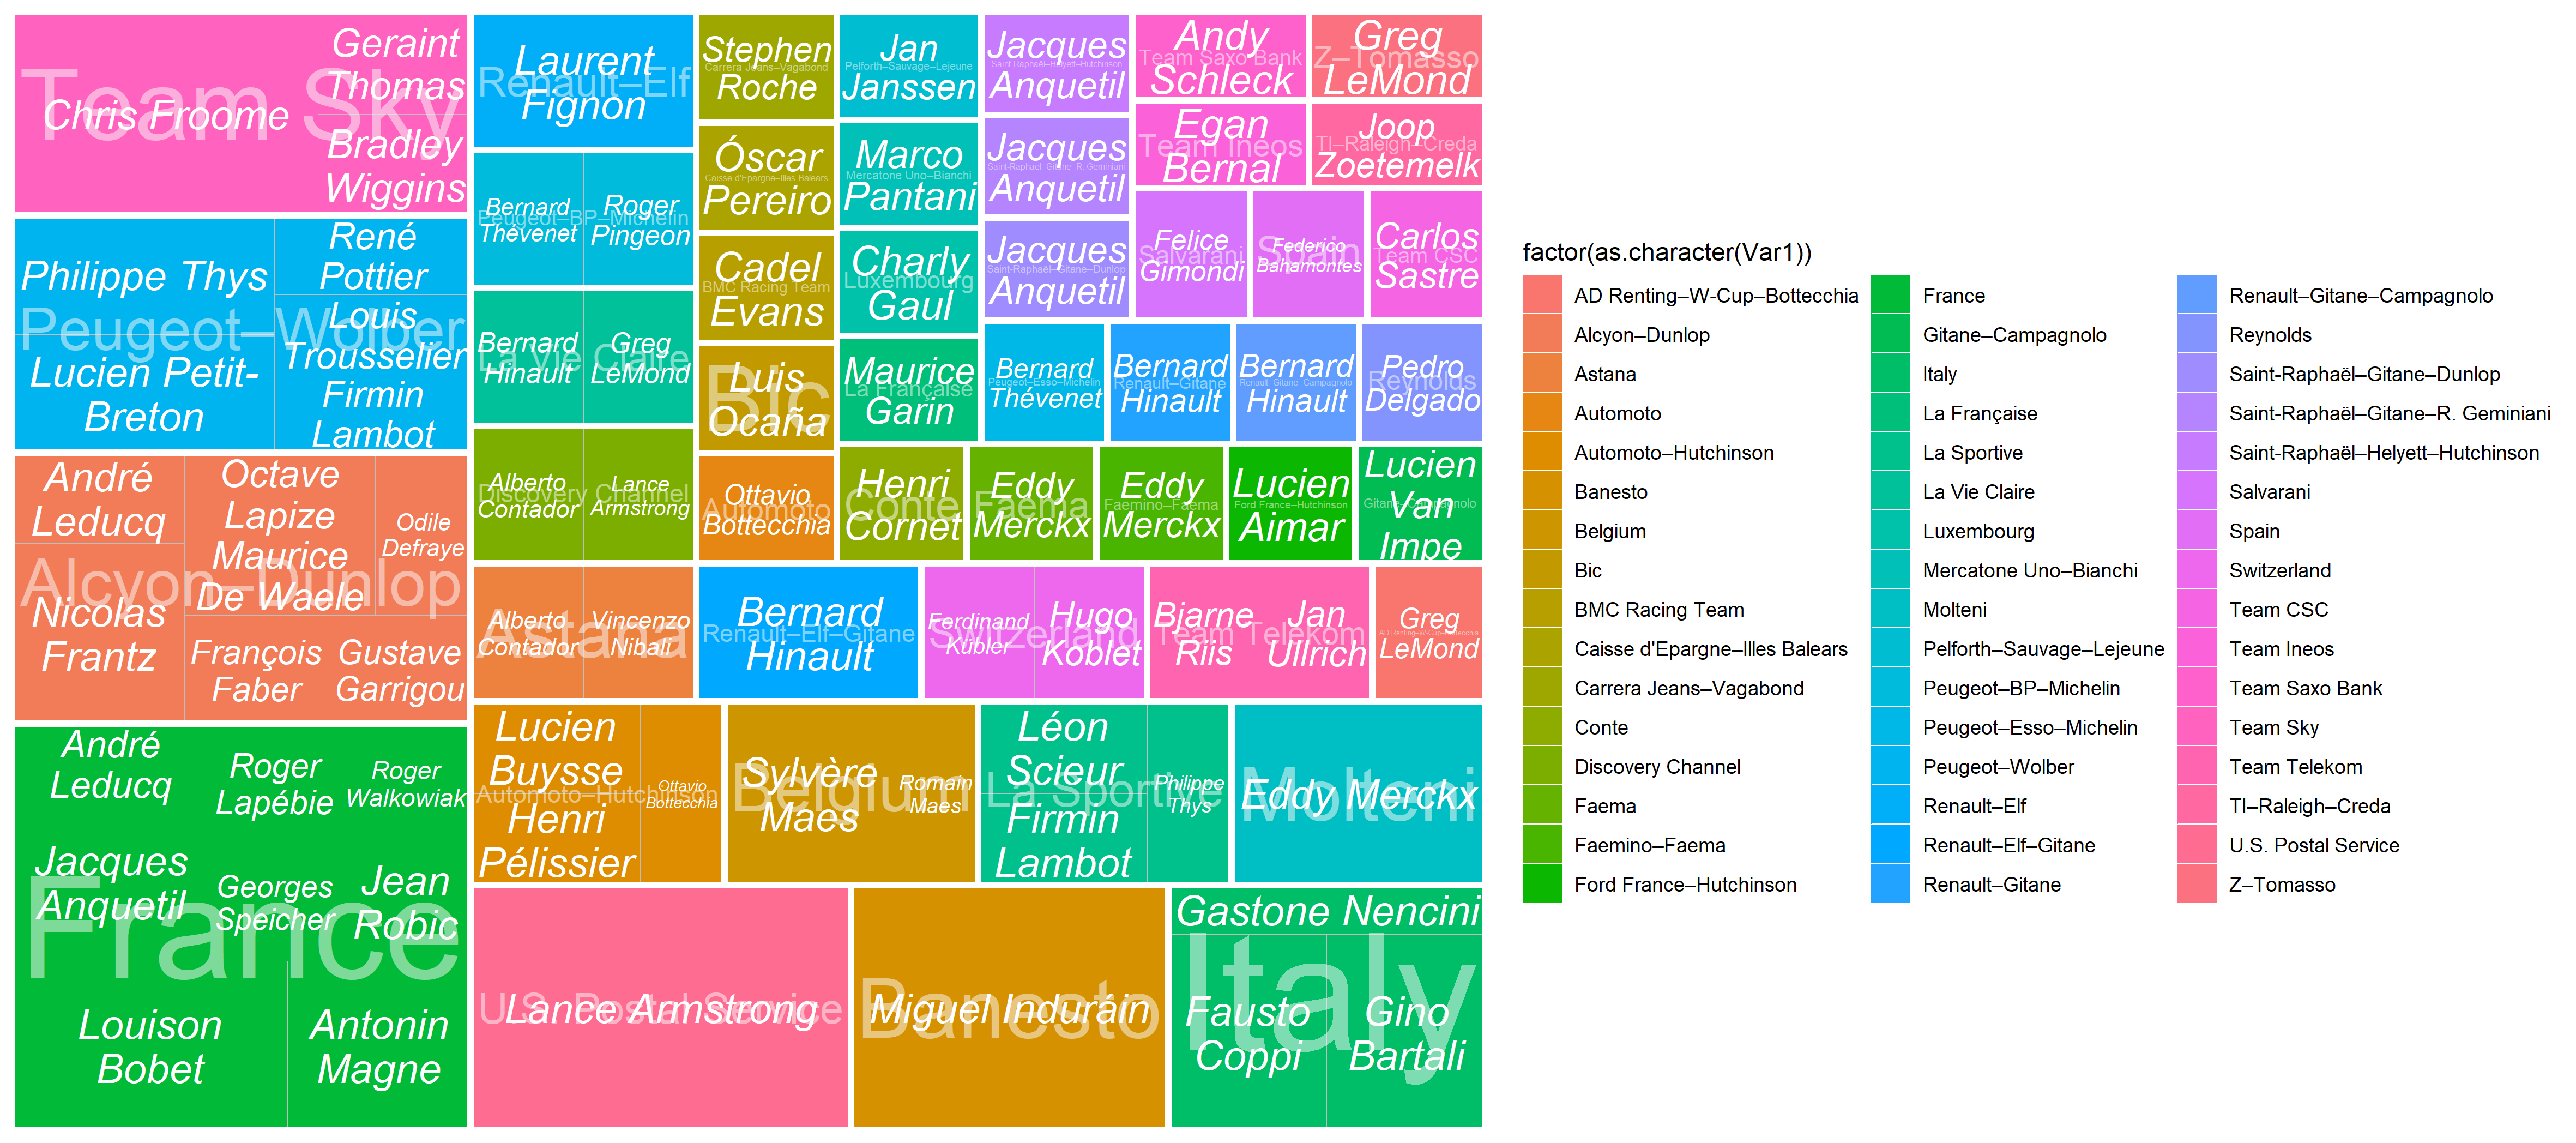 Team Sky
Chris Froome
Geraint
Thomas
Bradley
Wiggins
Peugeot–Wolber
Philippe Thys
Lucien Petit-
Breton
René
Pottier
Louis
Trousselier
Firmin
Lambot
Alcyon–Dunlop
André
Leducq
Nicolas
Frantz
Octave
Lapize
Maurice
De Waele
Odile
Defraye
François
Faber
Gustave
Garrigou
France
André
Leducq
Roger
Lapébie
Roger
Walkowiak
Jacques
Anquetil
Georges
Speicher
Jean
Robic
Louison
Bobet
Antonin
Magne
Renault–Elf
Laurent
Fignon
Peugeot–BP–Michelin
Bernard
Thévenet
Roger
Pingeon
La Vie Claire
Bernard
Hinault
Greg
LeMond
Discovery Channel
Alberto
Contador
Lance
Armstrong
Astana
Alberto
Contador
Vincenzo
Nibali
Carrera Jeans–Vagabond
Stephen
Roche
Caisse d'Epargne–Illes Balears
Óscar
Pereiro
BMC Racing Team
Cadel
Evans
Bic
Luis
Ocaña
Automoto
Ottavio
Bottecchia
Pelforth–Sauvage–Lejeune
Jan
Janssen
Mercatone Uno–Bianchi
Marco
Pantani
Luxembourg
Charly
Gaul
La Française
Maurice
Garin
Saint-Raphaël–Helyett–Hutchinson
Jacques
Anquetil
Saint-Raphaël–Gitane–R. Geminiani
Jacques
Anquetil
Saint-Raphaël–Gitane–Dunlop
Jacques
Anquetil
Team Saxo Bank
Andy
Schleck
Z–Tomasso
Greg
LeMond
Team Ineos
Egan
Bernal
TI–Raleigh–Creda
Joop
Zoetemelk
Salvarani
Felice
Gimondi
Spain
Federico
Bahamontes
Team CSC
Carlos
Sastre
Peugeot–Esso–Michelin
Bernard
Thévenet
Renault–Gitane
Bernard
Hinault
Renault–Gitane–Campagnolo
Bernard
Hinault
Reynolds
Pedro
Delgado
Conte
Henri
Cornet
Faema
Eddy
Merckx
Faemino–Faema
Eddy
Merckx
Ford France–Hutchinson
Lucien
Aimar
Gitane–Campagnolo
Lucien
Van
Impe
Renault–Elf–Gitane
Bernard
Hinault
Switzerland
Ferdinand
Kübler
Hugo
Koblet
Team Telekom
Bjarne
Riis
Jan
Ullrich
AD Renting–W-Cup–Bottecchia
Greg
LeMond
Automoto–Hutchinson
Lucien
Buysse
Henri
Pélissier
Ottavio
Bottecchia
Belgium
Sylvère
Maes
Romain
Maes
La Sportive
Léon
Scieur
Firmin
Lambot
Philippe
Thys
Molteni
Eddy Merckx
U.S. Postal Service
Lance Armstrong
Banesto
Miguel Induráin
Italy
Gastone Nencini
Fausto
Coppi
Gino
Bartali
factor(as.character(Var1))
AD Renting–W-Cup–Bottecchia
Alcyon–Dunlop
Astana
Automoto
Automoto–Hutchinson
Banesto
Belgium
Bic
BMC Racing Team
Caisse d'Epargne–Illes Balears
Carrera Jeans–Vagabond
Conte
Discovery Channel
Faema
Faemino–Faema
Ford France–Hutchinson
France
Gitane–Campagnolo
Italy
La Française
La Sportive
La Vie Claire
Luxembourg
Mercatone Uno–Bianchi
Molteni
Pelforth–Sauvage–Lejeune
Peugeot–BP–Michelin
Peugeot–Esso–Michelin
Peugeot–Wolber
Renault–Elf
Renault–Elf–Gitane
Renault–Gitane
Renault–Gitane–Campagnolo
Reynolds
Saint-Raphaël–Gitane–Dunlop
Saint-Raphaël–Gitane–R. Geminiani
Saint-Raphaël–Helyett–Hutchinson
Salvarani
Spain
Switzerland
Team CSC
Team Ineos
Team Saxo Bank
Team Sky
Team Telekom
TI–Raleigh–Creda
U.S. Postal Service
Z–Tomasso